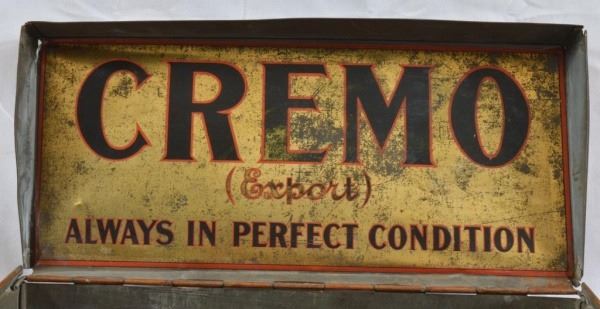 CREMO
(Export)
ALWAYS IN PERFECT CONDITION